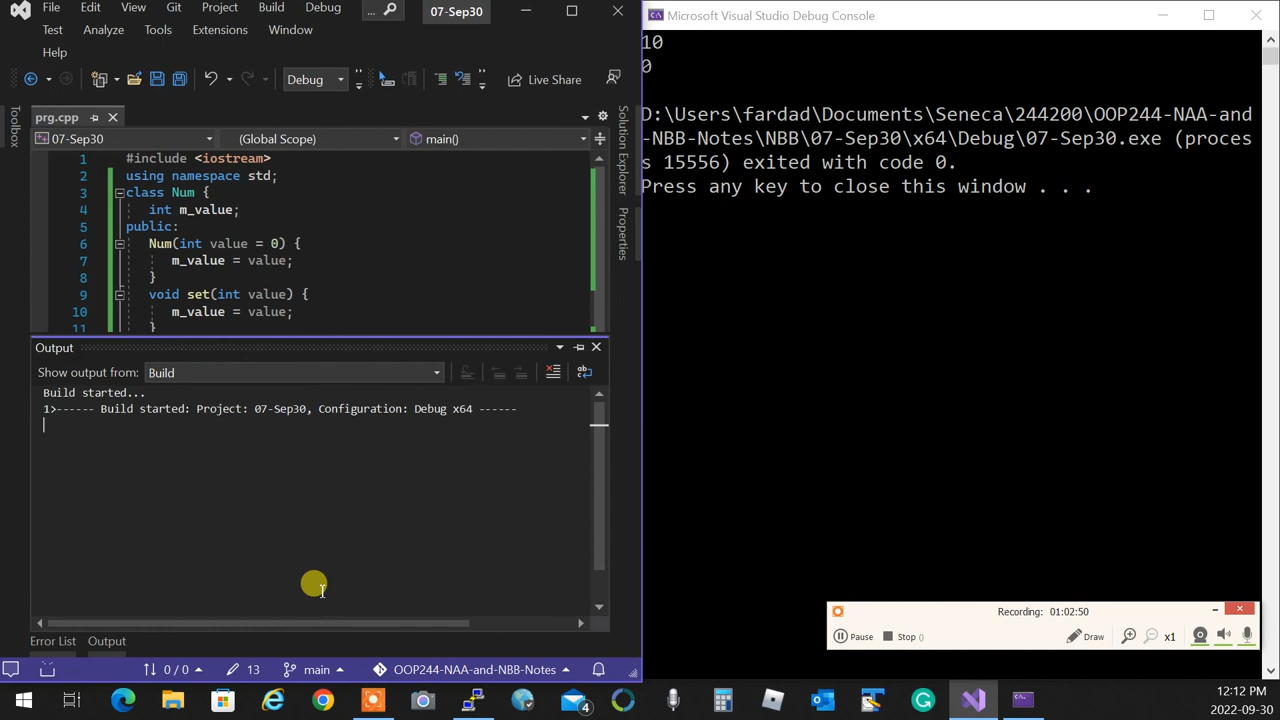 File Edit View Git Project Build Debug ... 07-Sep30
Test Analyze Tools Extensions Window
Help
Debug Live Share
prg.cpp
07-Sep30 (Global Scope) main()
1 #include <iostream>
2 using namespace std;
3 class Num {
4 int m_value;
5 public:
6 Num(int value = 0) {
7 m_value = value;
8 }
9 void set(int value) {
10 m_value = value;
11 }
Toolbox
Solution Explorer
Properties
Output
Show output from: Build
Build started...
1>------ Build started: Project: 07-Sep30, Configuration: Debug x64 ------
Error List Output
0 / 0 13 main OOP244-NAA-and-NBB-Notes
Microsoft Visual Studio Debug Console
10
0
D:\Users\fardad\Documents\Seneca\244200\OOP244-NAA-and
-NBB-Notes\NBB\07-Sep30\x64\Debug\07-Sep30.exe (proces
s 15556) exited with code 0.
Press any key to close this window . . .
Recording: 01:02:50
Pause Stop () Draw x1
4
12:12 PM
2022-09-30